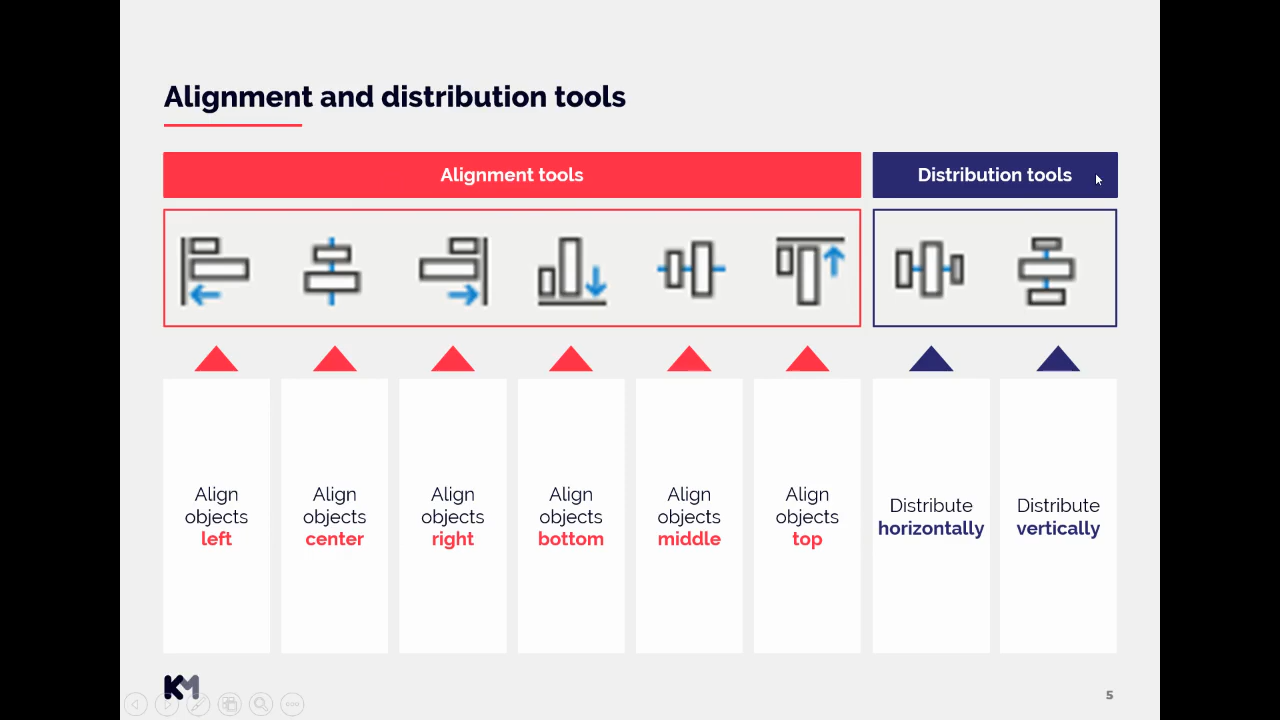 Alignment and distribution tools
Alignment tools
Distribution tools
Align
objects
left
Align
objects
center
Align
objects
right
Align
objects
bottom
Align
objects
middle
Align
objects
top
Distribute
horizontally
Distribute
vertically
KM
5